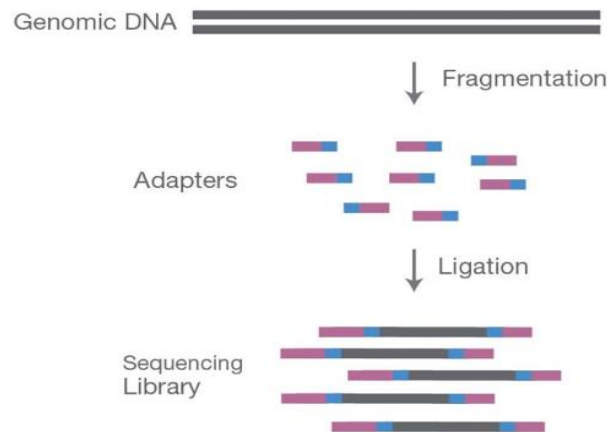 Genomic DNA
Fragmentation
Adapters
Ligation
Sequencing
Library